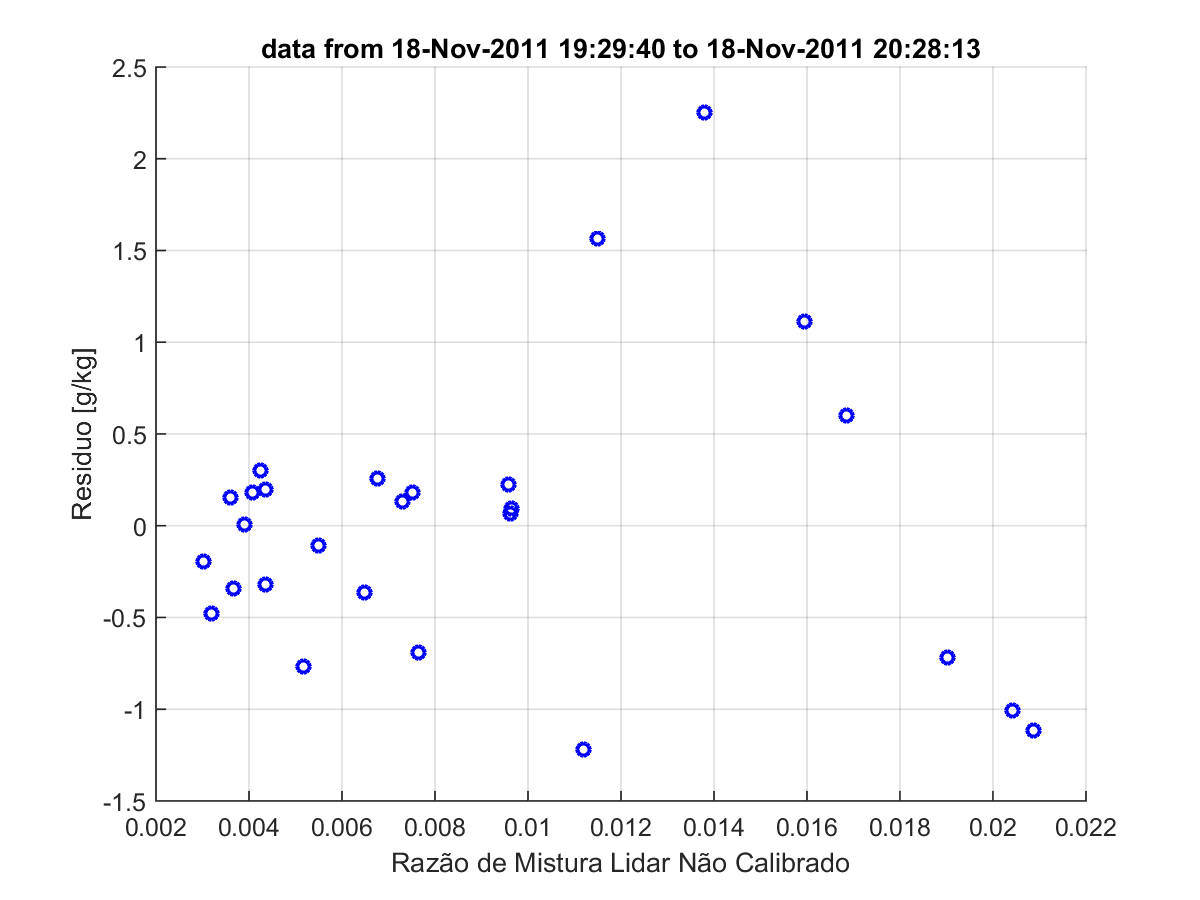 data from 18-Nov-2011 19:29:40 to 18-Nov-2011 20:28:13
2.5
2
1.5
1
0.5
0
-0.5
-1
-1.5
Residuo [g/kg]
0.002 0.004 0.006 0.008 0.01 0.012 0.014 0.016 0.018 0.02 0.022
Razão de Mistura Lidar Não Calibrado